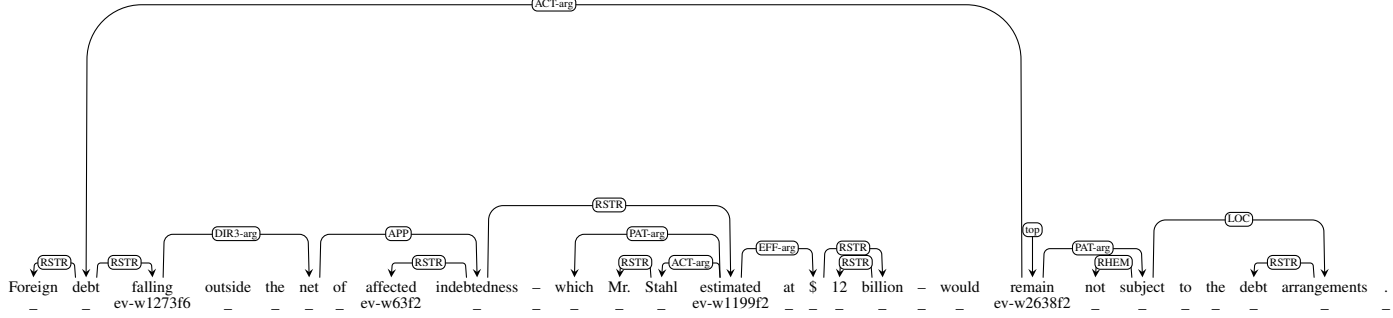 ACT-arg
RSTR
top
DIR3-arg APP PAT-arg LOC
EFF-arg RSTR PAT-arg
RSTR RSTR RSTR RSTR ACT-arg RSTR RHEM RSTR
Foreign debt falling outside the net of affected indebtedness – which Mr. Stahl estimated at $ 12 billion – would remain not subject to the debt arrangements .
ev-w1273f6 ev-w63f2 ev-w1199f2 ev-w2638f2
_ _ _ _ _ _ _ _ _ _ _ _ _ _ _ _ _ _ _ _ _ _ _ _